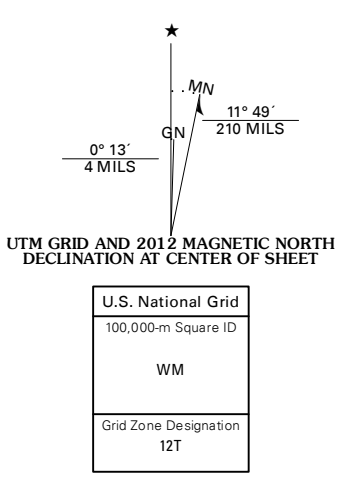 ★
MN
11° 49´
210 MILS
GN
0° 13´
4 MILS
UTM GRID AND 2012 MAGNETIC NORTH
DECLINATION AT CENTER OF SHEET
U.S. National Grid
100,000-m Square ID
WM
Grid Zone Designation
12T